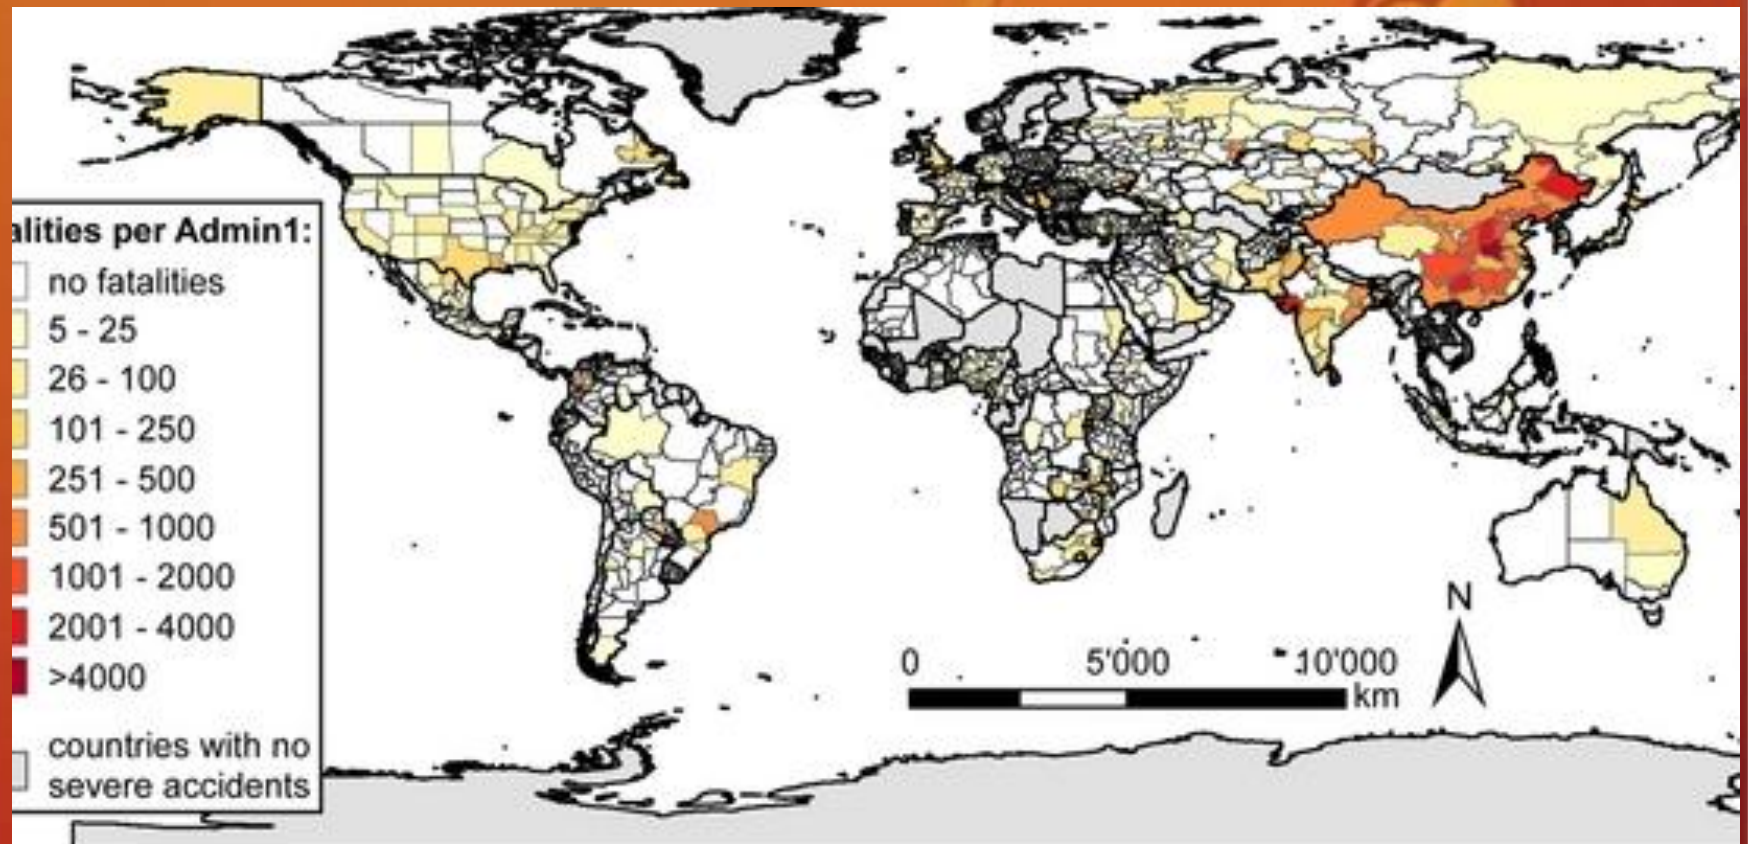 alities per Admin1:
no fatalities
5 - 25
26 - 100
101 - 250
251 - 500
501 - 1000
1001 - 2000
2001 - 4000
>4000
countries with no
severe accidents
0 5'000 10'000
km
N